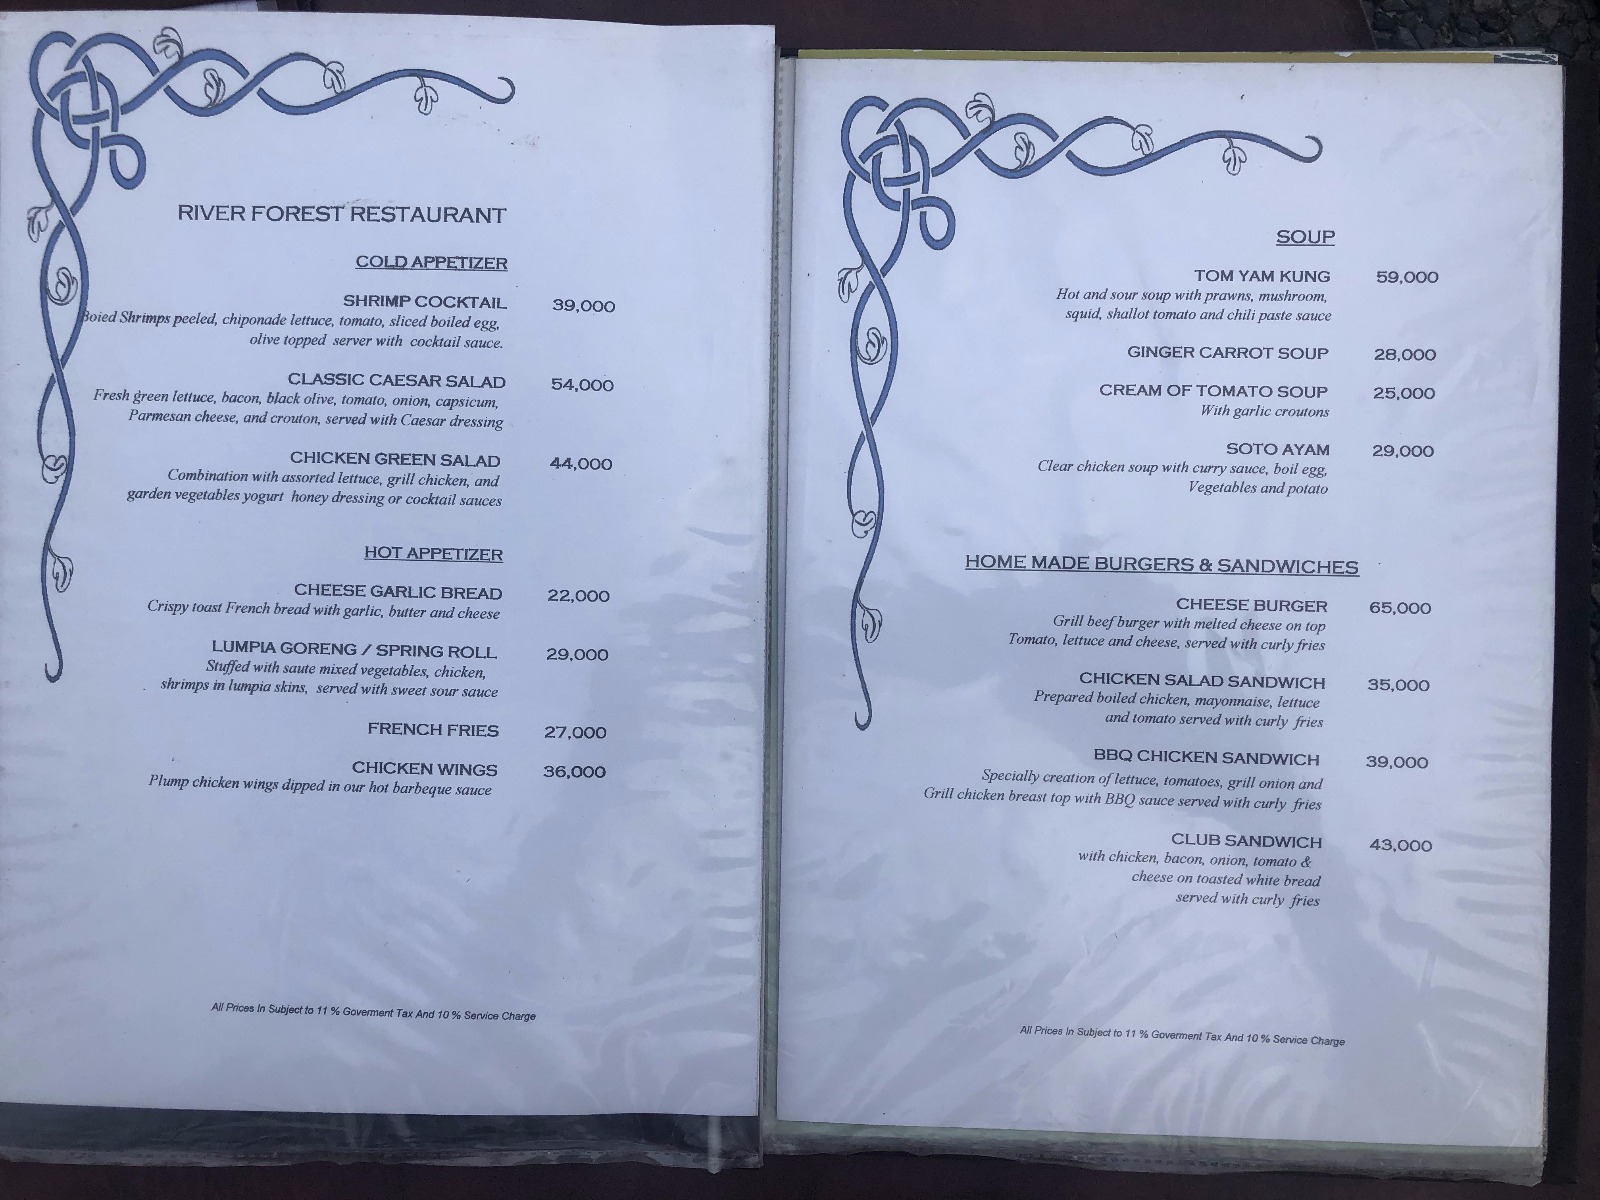 RIVER FOREST RESTAURANT
COLD APPETIZER
SHRIMP COCKTAIL 39,000
Boied Shrimps peeled, chiponade lettuce, tomato, sliced boiled egg,
olive topped server with cocktail sauce.
CLASSIC CAESAR SALAD 54,000
Fresh green lettuce, bacon, black olive, tomato, onion, capsicum,
Parmesan cheese, and crouton, served with Caesar dressing
CHICKEN GREEN SALAD 44,000
Combination with assorted lettuce, grill chicken, and
garden vegetables yogurt honey dressing or cocktail sauces
HOT APPETIZER
CHEESE GARLIC BREAD 22,000
Crispy toast French bread with garlic, butter and cheese
LUMPIA GORENG / SPRING ROLL 29,000
Stuffed with saute mixed vegetables, chicken,
shrimps in lumpia skins, served with sweet sour sauce
FRENCH FRIES 27,000
CHICKEN WINGS 36,000
Plump chicken wings dipped in our hot barbeque sauce
All Prices In Subject to 11 % Goverment Tax And 10 % Service Charge
SOUP
TOM YAM KUNG 59,000
Hot and sour soup with prawns, mushroom,
squid, shallot tomato and chili paste sauce
GINGER CARROT SOUP 28,000
CREAM OF TOMATO SOUP 25,000
With garlic croutons
SOTO AYAM 29,000
Clear chicken soup with curry sauce, boil egg,
Vegetables and potato
HOME MADE BURGERS & SANDWICHES
CHEESE BURGER 65,000
Grill beef burger with melted cheese on top
Tomato, lettuce and cheese, served with curly fries
CHICKEN SALAD SANDWICH 35,000
Prepared boiled chicken, mayonnaise, lettuce
and tomato served with curly fries
BBQ CHICKEN SANDWICH 39,000
Specially creation of lettuce, tomatoes, grill onion and
Grill chicken breast top with BBQ sauce served with curly fries
CLUB SANDWICH 43,000
with chicken, bacon, onion, tomato &
cheese on toasted white bread
served with curly fries
All Prices In Subject to 11 % Goverment Tax And 10 % Service Charge